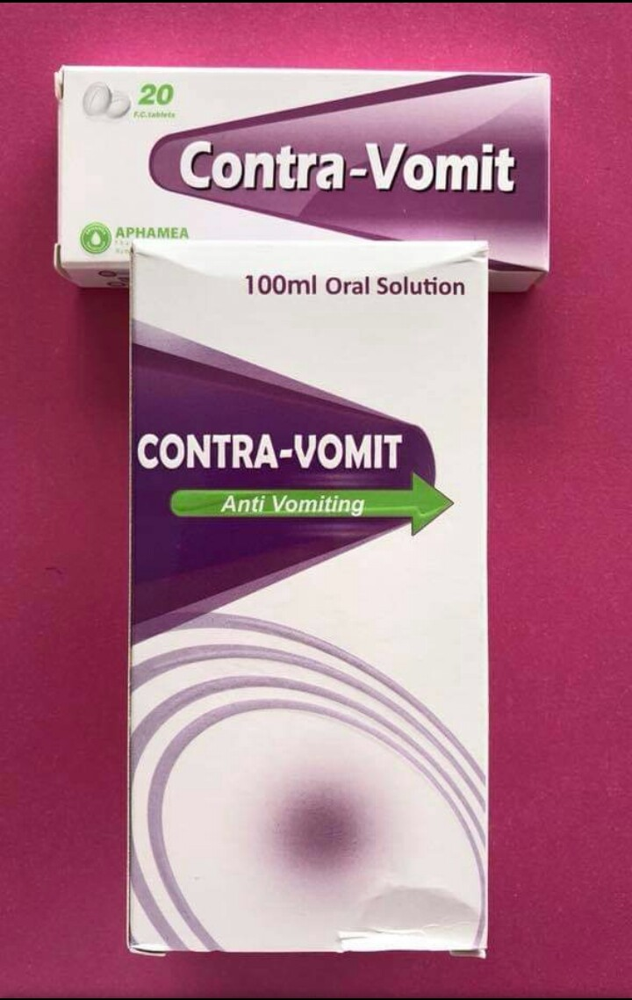 20
F.C.tablets
Contra-Vomit
APHAMEA
100ml Oral Solution
CONTRA-VOMIT
Anti Vomiting